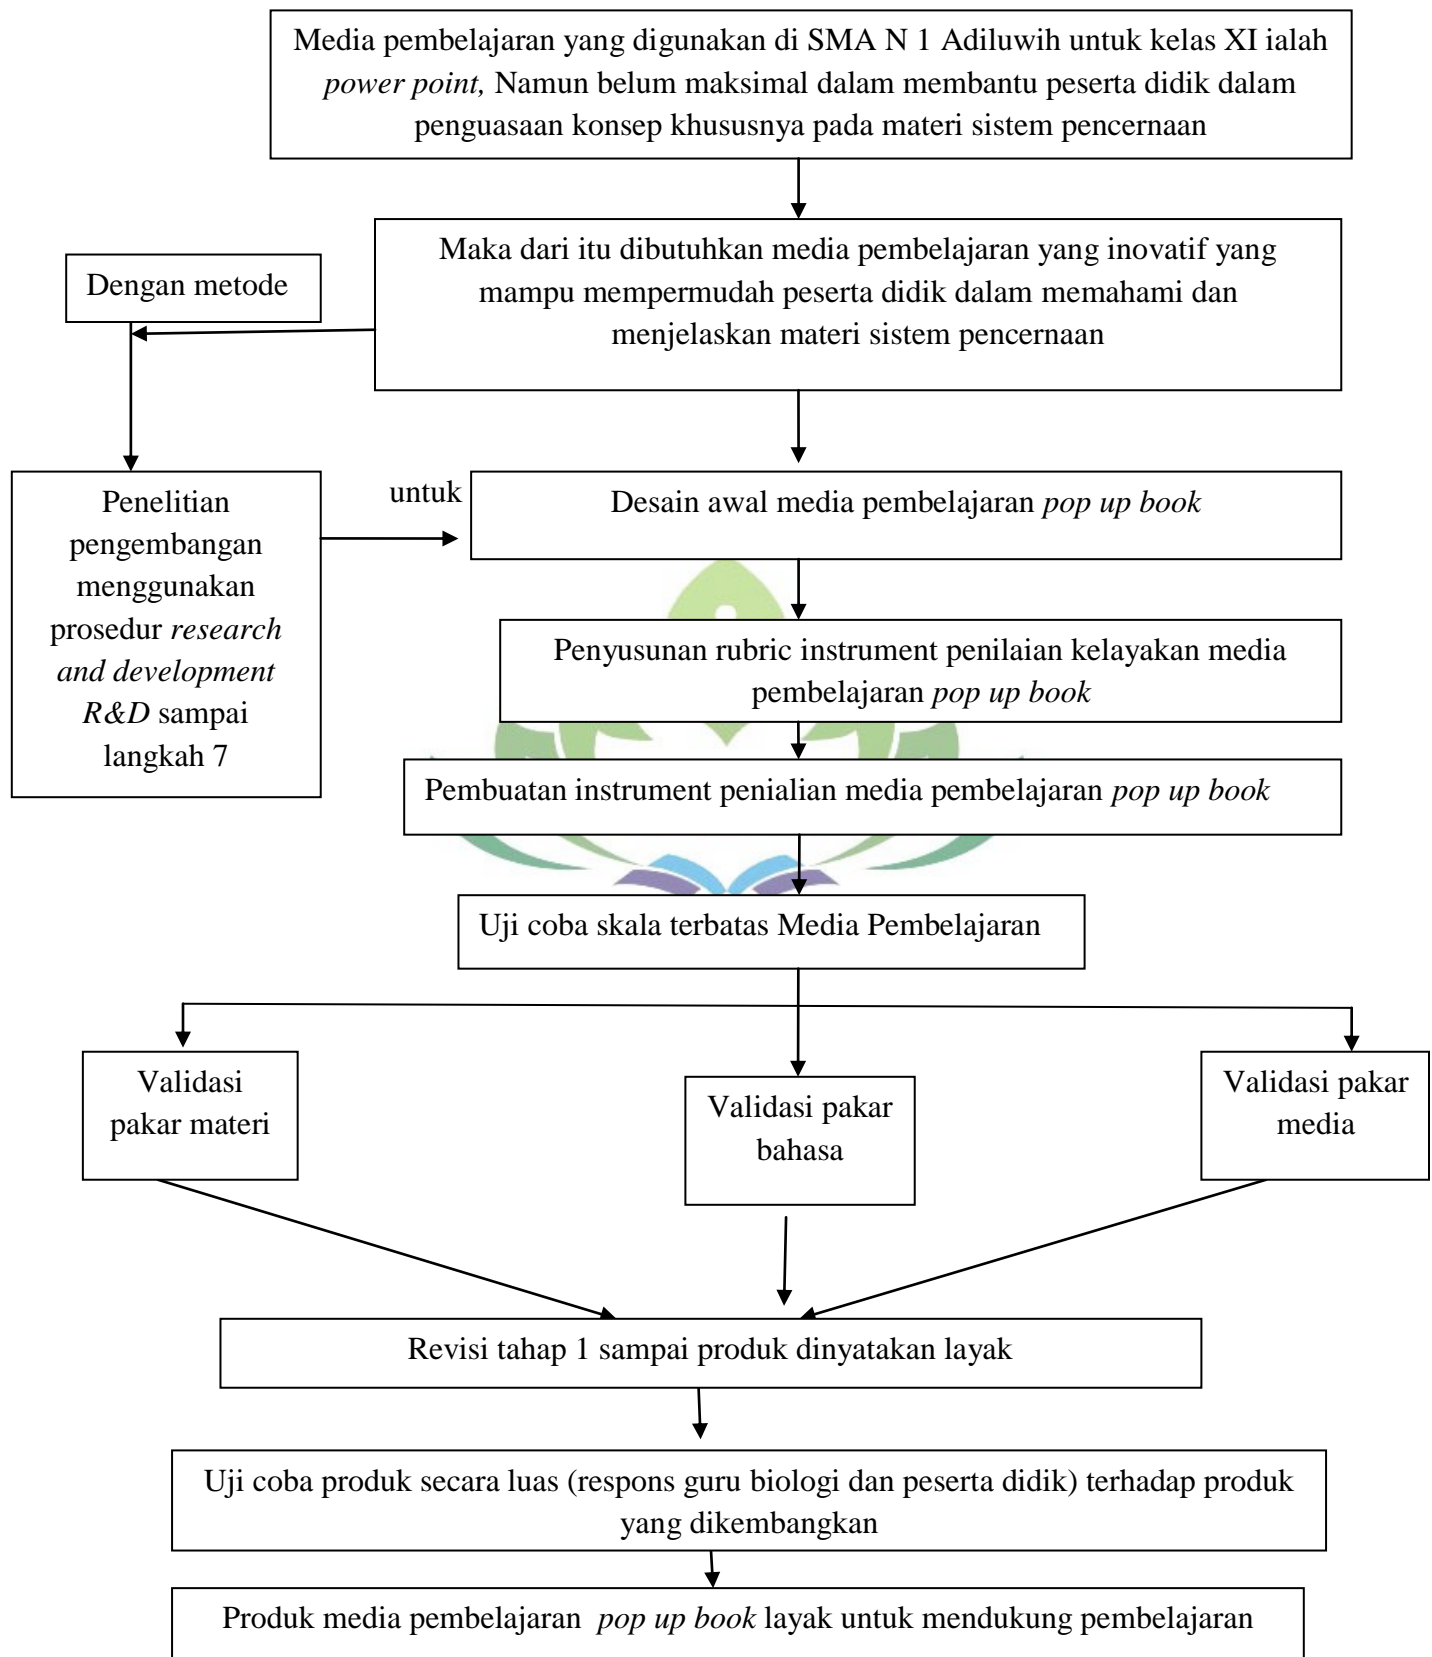 Media pembelajaran yang digunakan di SMA N 1 Adiluwih untuk kelas XI ialah
power point, Namun belum maksimal dalam membantu peserta didik dalam
penguasaan konsep khususnya pada materi sistem pencernaan
Maka dari itu dibutuhkan media pembelajaran yang inovatif yang
mampu mempermudah peserta didik dalam memahami dan
menjelaskan materi sistem pencernaan
Dengan metode
Penelitian
pengembangan
menggunakan
prosedur research
and development
R&D sampai
langkah 7
untuk
Desain awal media pembelajaran pop up book
Penyusunan rubric instrument penilaian kelayakan media
pembelajaran pop up book
Pembuatan instrument penialian media pembelajaran pop up book
Uji coba skala terbatas Media Pembelajaran
Validasi
pakar materi
Validasi pakar
bahasa
Validasi pakar
media
Revisi tahap 1 sampai produk dinyatakan layak
Uji coba produk secara luas (respons guru biologi dan peserta didik) terhadap produk
yang dikembangkan
Produk media pembelajaran pop up book layak untuk mendukung pembelajaran